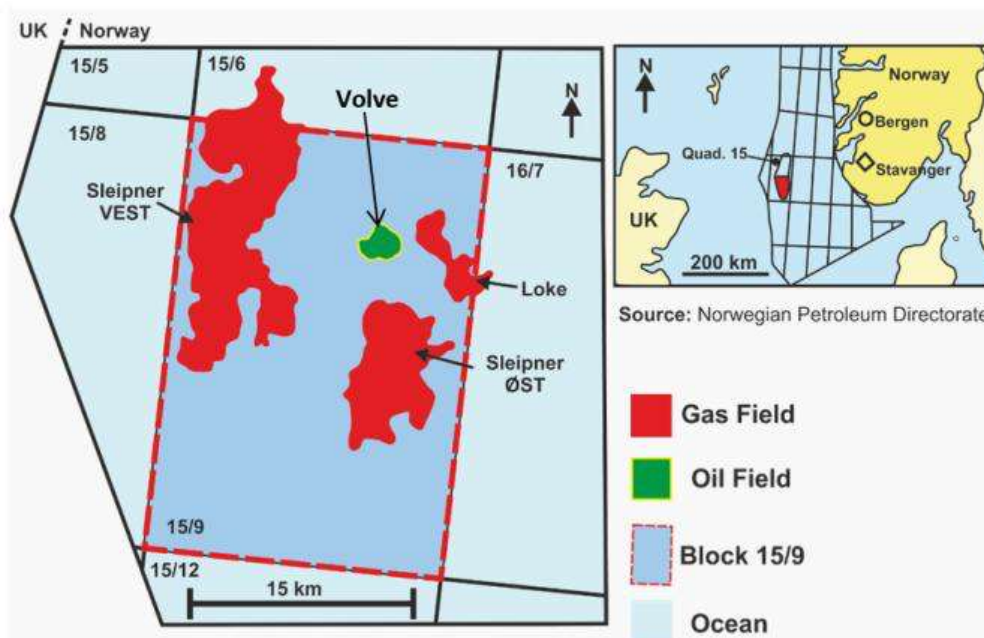 UK
Norway
15/5
15/6
Volve
N
15/8
16/7
Sleipner
VEST
Loke
Sleipner
ØST
15/9
15/12
15 km
N
Norway
Bergen
Quad. 15
Stavanger
UK
200 km
Source: Norwegian Petroleum Directorate
Gas Field
Oil Field
Block 15/9
Ocean